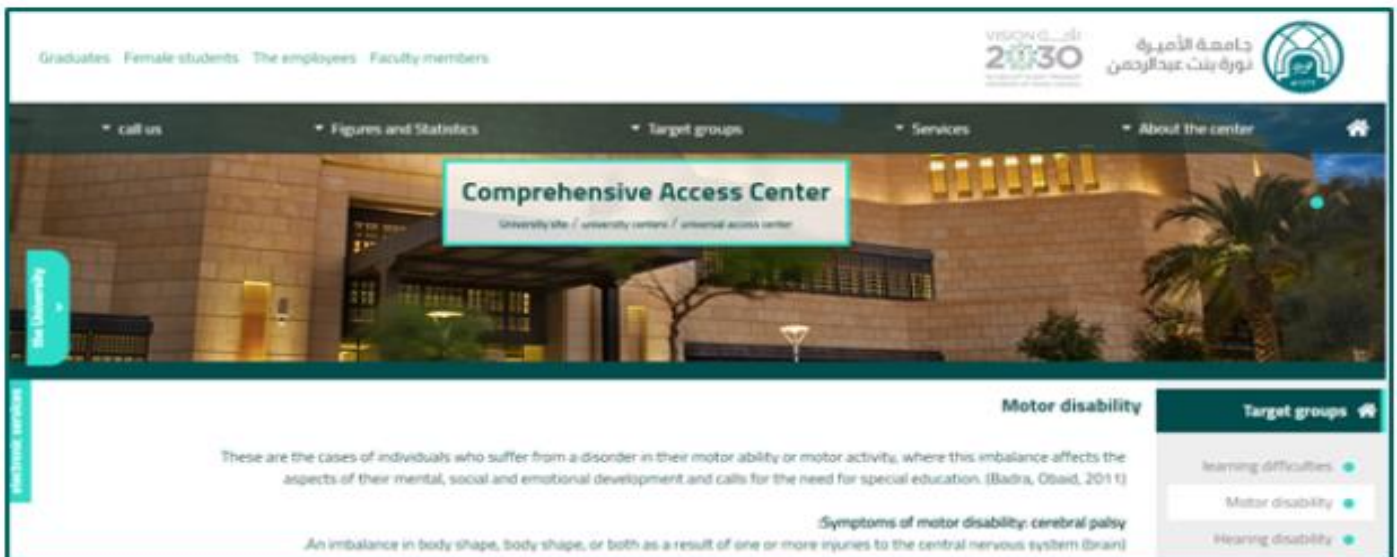 Graduates Female students The employees Faculty members
VISION رؤية
2030
جامعة الأميرة
نورة بنت عبدالرحمن
call us Figures and Statistics Target groups Services About the center
Comprehensive Access Center
University site / university centers / universal access center
the University
electronic services
Motor disability
Target groups
These are the cases of individuals who suffer from a disorder in their motor ability or motor activity, where this imbalance affects the
aspects of their mental, social and emotional development and calls for the need for special education. (Badra, Obaid, 2011)
learning difficulties
Motor disability
:Symptoms of motor disability: cerebral palsy
Hearing disability
.An imbalance in body shape, body shape, or both as a result of one or more injuries to the central nervous system (brain)